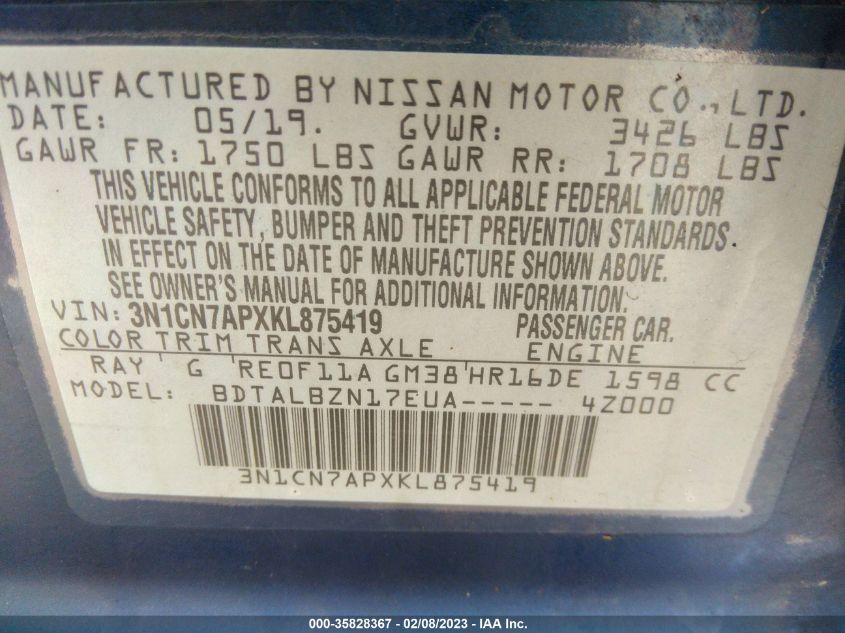 MANUFACTURED BY NISSAN MOTOR CO., LTD.
DATE: 05/19. GVWR: 3426 LBS
GAWR FR: 1750 LBS GAWR RR: 1708 LBS
THIS VEHICLE CONFORMS TO ALL APPLICABLE FEDERAL MOTOR
VEHICLE SAFETY, BUMPER AND THEFT PREVENTION STANDARDS.
IN EFFECT ON THE DATE OF MANUFACTURE SHOWN ABOVE.
SEE OWNER'S MANUAL FOR ADDITIONAL INFORMATION.
VIN: 3N1CN7APXKL875419 PASSENGER CAR.
COLOR TRIM TRANS AXLE ENGINE
RAY G RE0F11A GM38 HR16DE 1598 CC
MODEL: BDTALBZN17EUA----- 4Z000
3N1CN7APXKL875419
000-35828367 - 02/08/2023 - IAA Inc.